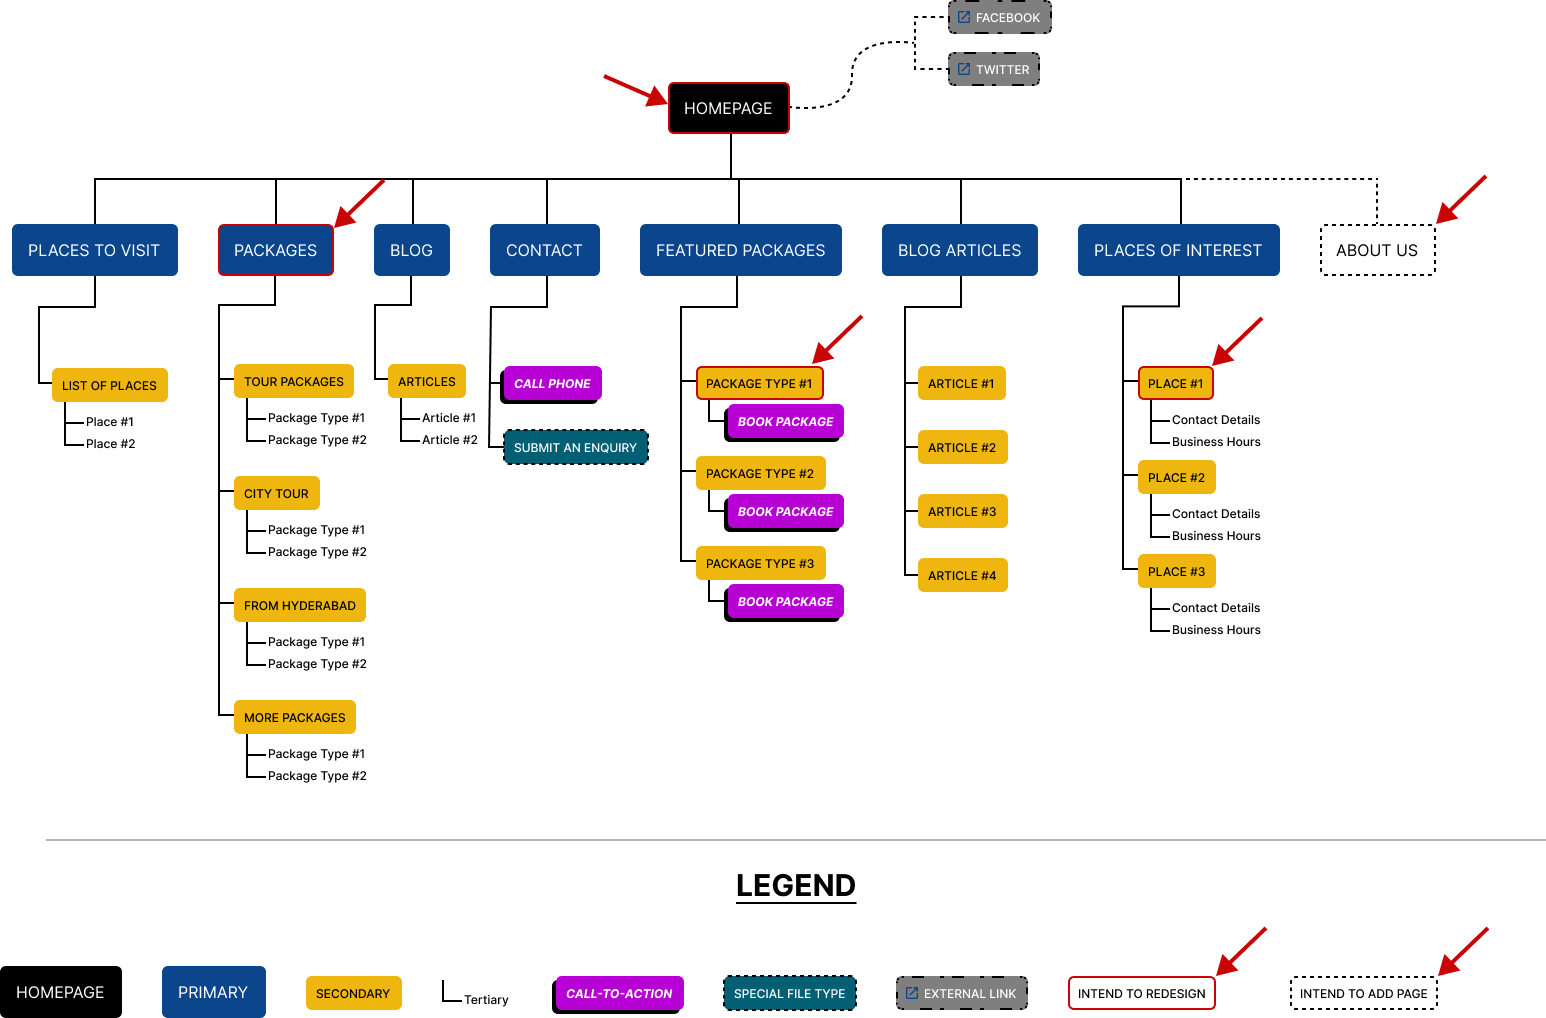 FACEBOOK
TWITTER
HOMEPAGE
PLACES TO VISIT
PACKAGES
BLOG
CONTACT
FEATURED PACKAGES
BLOG ARTICLES
PLACES OF INTEREST
ABOUT US
LIST OF PLACES
Place #1
Place #2
TOUR PACKAGES
Package Type #1
Package Type #2
CITY TOUR
Package Type #1
Package Type #2
FROM HYDERABAD
Package Type #1
Package Type #2
MORE PACKAGES
Package Type #1
Package Type #2
ARTICLES
Article #1
Article #2
CALL PHONE
SUBMIT AN ENQUIRY
PACKAGE TYPE #1
BOOK PACKAGE
PACKAGE TYPE #2
BOOK PACKAGE
PACKAGE TYPE #3
BOOK PACKAGE
ARTICLE #1
ARTICLE #2
ARTICLE #3
ARTICLE #4
PLACE #1
Contact Details
Business Hours
PLACE #2
Contact Details
Business Hours
PLACE #3
Contact Details
Business Hours
LEGEND
HOMEPAGE
PRIMARY
SECONDARY
Tertiary
CALL-TO-ACTION
SPECIAL FILE TYPE
EXTERNAL LINK
INTEND TO REDESIGN
INTEND TO ADD PAGE